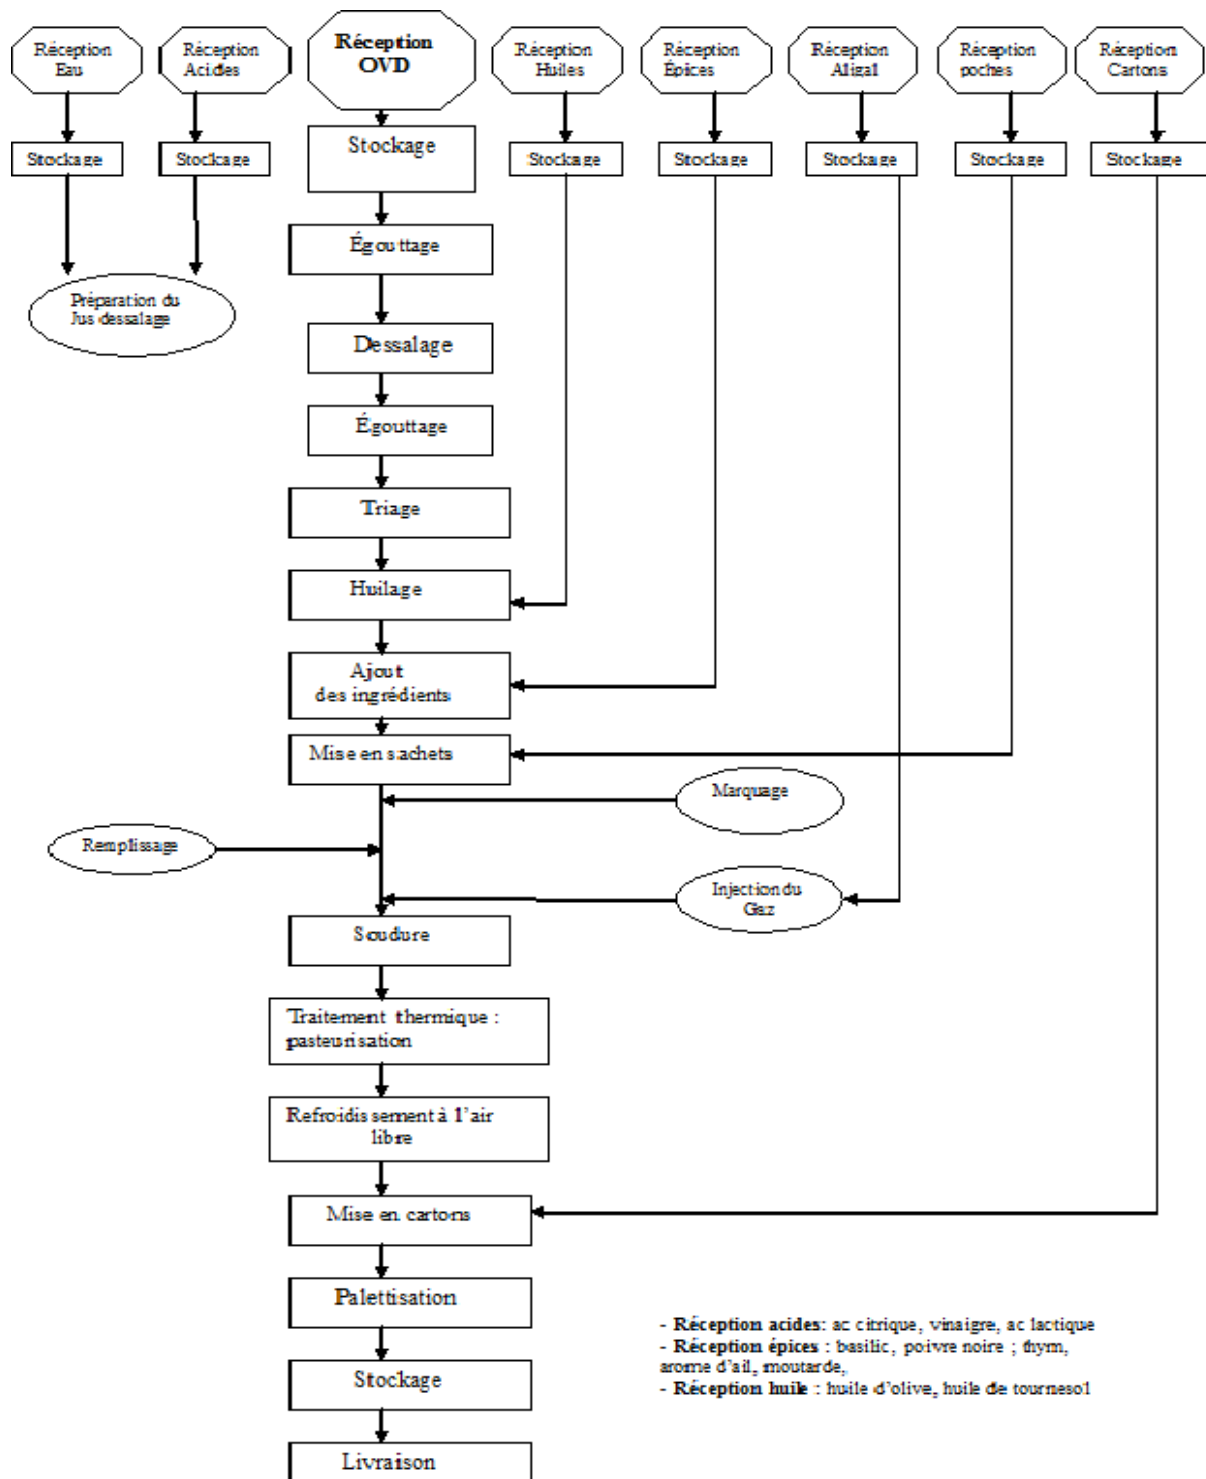 Réception
Eau
Réception
Acides
Réception
OVD
Réception
Huiles
Réception
Épices
Réception
Aligal
Réception
poches
Réception
Cartons
Stockage
Stockage
Stockage
Stockage
Stockage
Stockage
Stockage
Stockage
Égouttage
Préparation du
Jus dessalage
Dessalage
Égouttage
Triage
Huilage
Ajout
des ingrédients
Mise en sachets
Marquage
Remplissage
Injection du
Gaz
Soudure
Traitement thermique :
pasteurisation
Refroidissement à l'air
libre
Mise en cartons
Palettisation
Stockage
Livraison
- Réception acides: ac citrique, vinaigre, ac lactique
- Réception épices : basilic, poivre noire ; thym,
arome d'ail, moutarde,
- Réception huile : huile d'olive, huile de tournesol